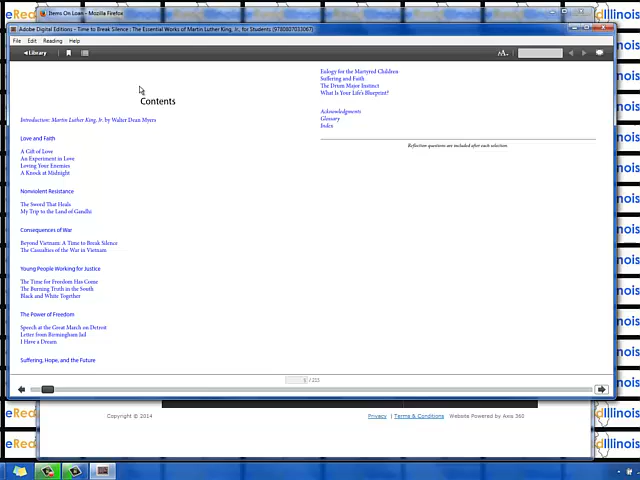 Items On Loan - Mozilla Firefox
Adobe Digital Editions - Time to Break Silence : The Essential Works of Martin Luther King, Jr., for Students (9780807033067)
File Edit Reading Help
Library
Contents
Introduction: Martin Luther King, Jr. by Walter Dean Myers
Love and Faith
A Gift of Love
An Experiment in Love
Loving Your Enemies
A Knock at Midnight
Nonviolent Resistance
The Sword That Heals
My Trip to the Land of Gandhi
Consequences of War
Beyond Vietnam: A Time to Break Silence
The Casualties of the War in Vietnam
Young People Working for Justice
The Time for Freedom Has Come
The Burning Truth in the South
Black and White Together
The Power of Freedom
Speech at the Great March on Detroit
Letter from Birmingham Jail
I Have a Dream
Suffering, Hope, and the Future
Eulogy for the Martyred Children
Suffering and Faith
The Drum Major Instinct
What Is Your Life's Blueprint?
Acknowledgments
Glossary
Index
Reflection questions are included after each selection.
/ 255
Copyright © 2014
Privacy | Terms & Conditions Website Powered by Axis 360
eRead
dIllinois